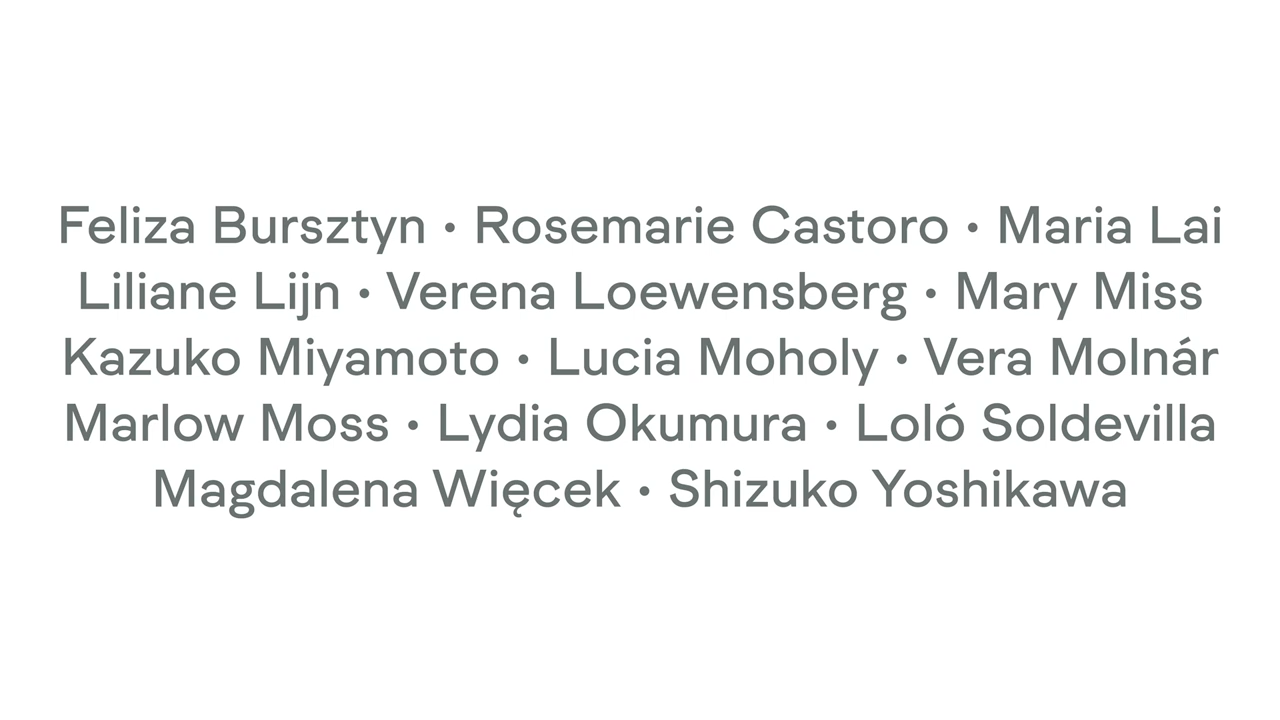 Feliza Bursztyn • Rosemarie Castoro • Maria Lai
Liliane Lijn • Verena Loewensberg • Mary Miss
Kazuko Miyamoto • Lucia Moholy • Vera Molnár
Marlow Moss • Lydia Okumura • Loló Soldevilla
Magdalena Więcek • Shizuko Yoshikawa